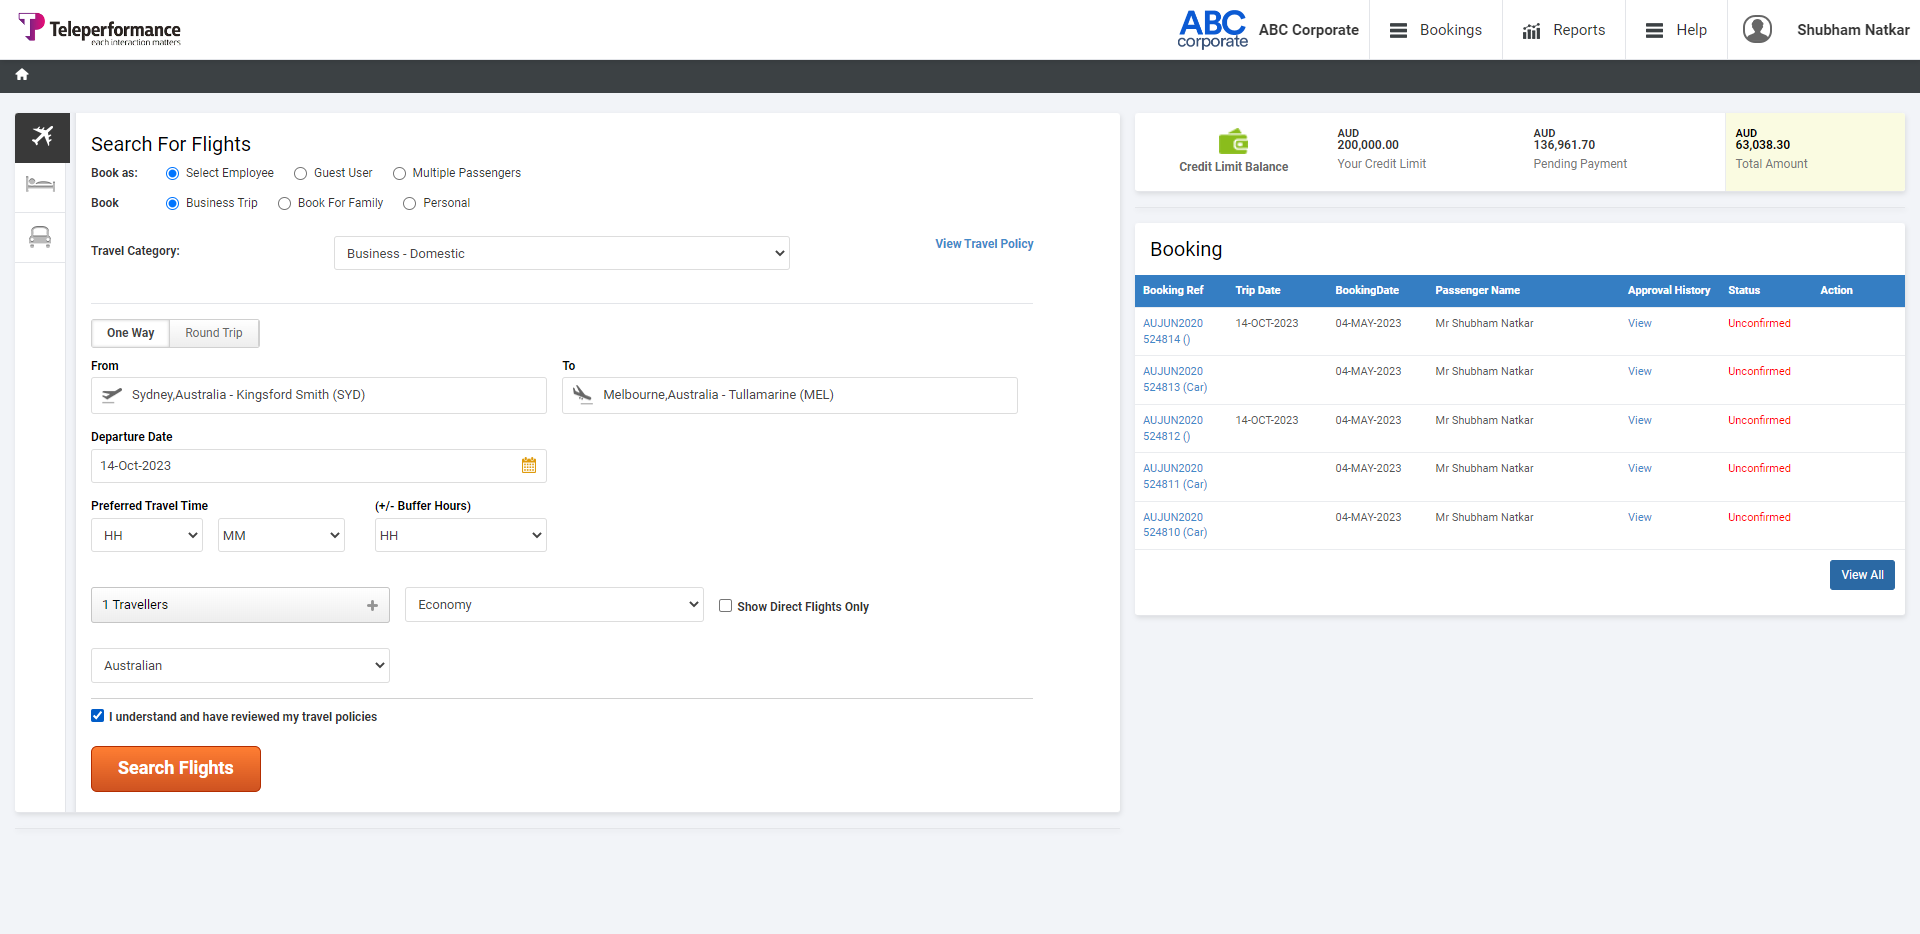 Teleperformance
each interaction matters
ABC
corporate
ABC Corporate
Bookings
Reports
Help
Shubham Natkar
Search For Flights
Book as:
Select Employee
Guest User
Multiple Passengers
Book
Business Trip
Book For Family
Personal
Travel Category:
Business - Domestic
View Travel Policy
One Way
Round Trip
From
To
Sydney,Australia - Kingsford Smith (SYD)
Melbourne,Australia - Tullamarine (MEL)
Departure Date
14-Oct-2023
Preferred Travel Time
(+/- Buffer Hours)
HH
MM
HH
1 Travellers
Economy
Show Direct Flights Only
Australian
I understand and have reviewed my travel policies
Search Flights
Credit Limit Balance
AUD
200,000.00
Your Credit Limit
AUD
136,961.70
Pending Payment
AUD
63,038.30
Total Amount
Booking
Booking Ref Trip Date BookingDate Passenger Name Approval History Status Action
AUJUN2020 14-OCT-2023 04-MAY-2023 Mr Shubham Natkar View Unconfirmed
524814 ()
AUJUN2020 04-MAY-2023 Mr Shubham Natkar View Unconfirmed
524813 (Car)
AUJUN2020 14-OCT-2023 04-MAY-2023 Mr Shubham Natkar View Unconfirmed
524812 ()
AUJUN2020 04-MAY-2023 Mr Shubham Natkar View Unconfirmed
524811 (Car)
AUJUN2020 04-MAY-2023 Mr Shubham Natkar View Unconfirmed
524810 (Car)
View All